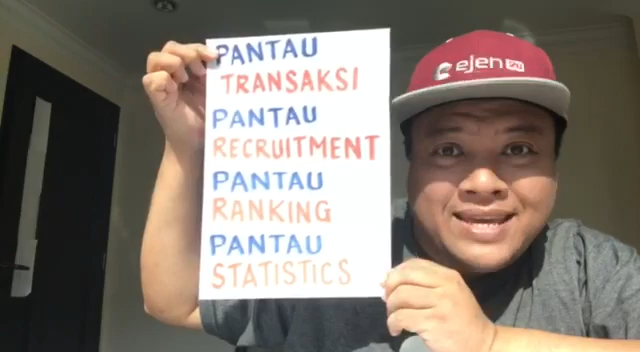 PANTAU
TRANSAKSI
PANTAU
RECRUITMENT
PANTAU
RANKING
PANTAU
STATISTICS
ejen